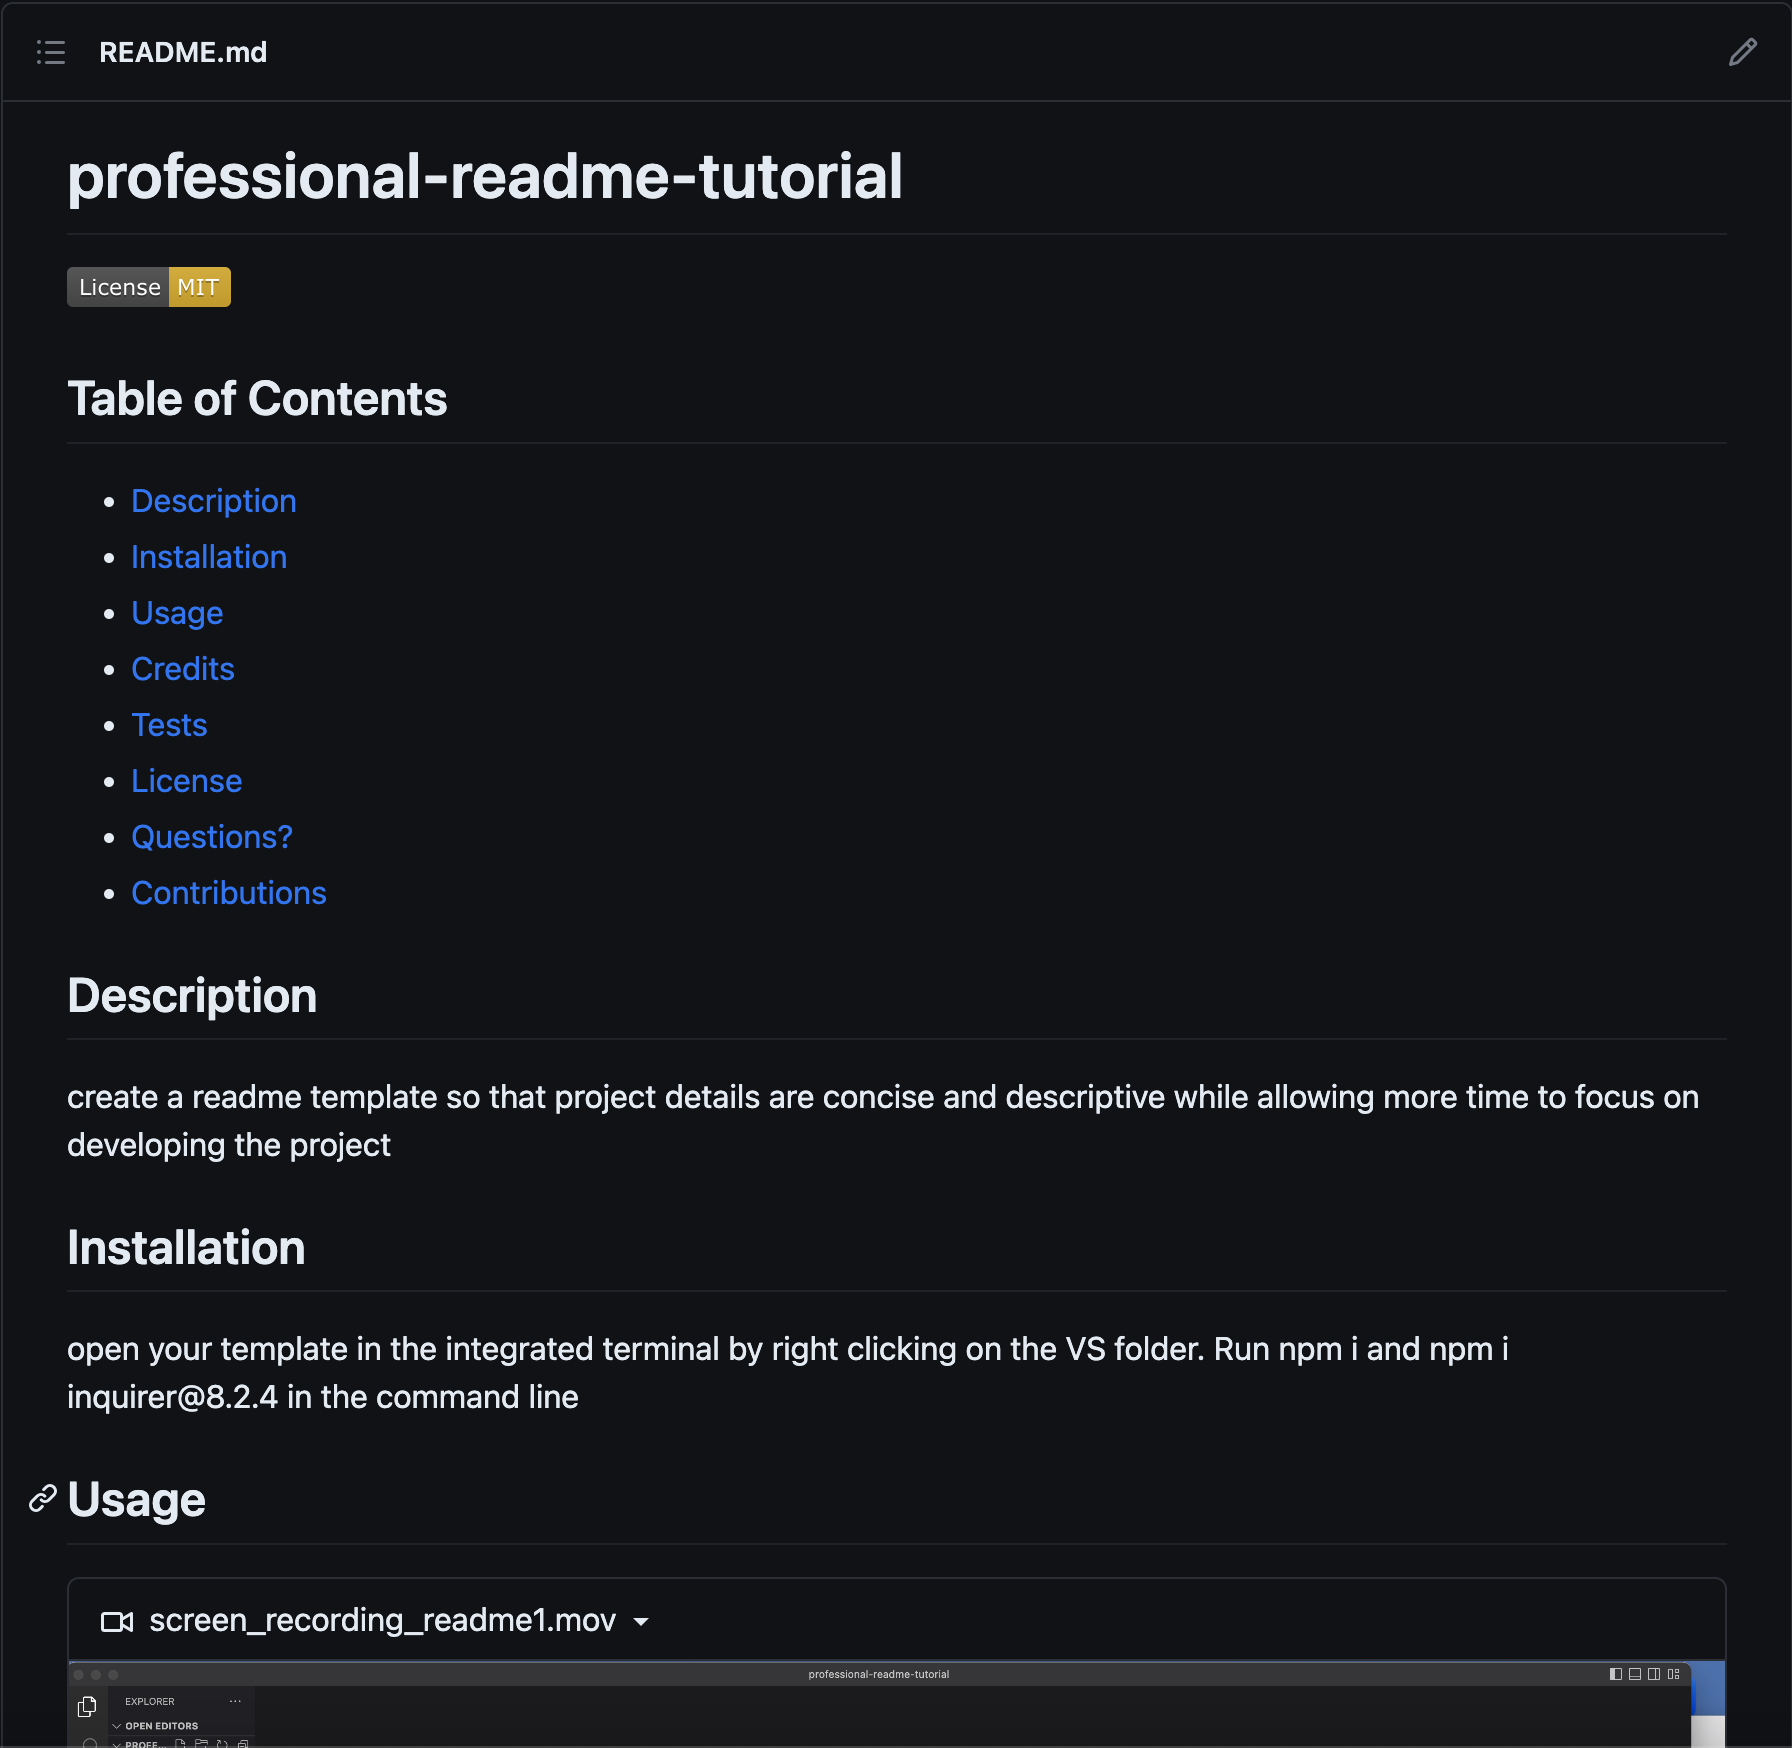 README.md
professional-readme-tutorial
License MIT
Table of Contents
Description
Installation
Usage
Credits
Tests
License
Questions?
Contributions
Description
create a readme template so that project details are concise and descriptive while allowing more time to focus on
developing the project
Installation
open your template in the integrated terminal by right clicking on the VS folder. Run npm i and npm i
inquirer@8.2.4 in the command line
Usage
screen_recording_readme1.mov
professional-readme-tutorial
EXPLORER
OPEN EDITORS
PROFE...